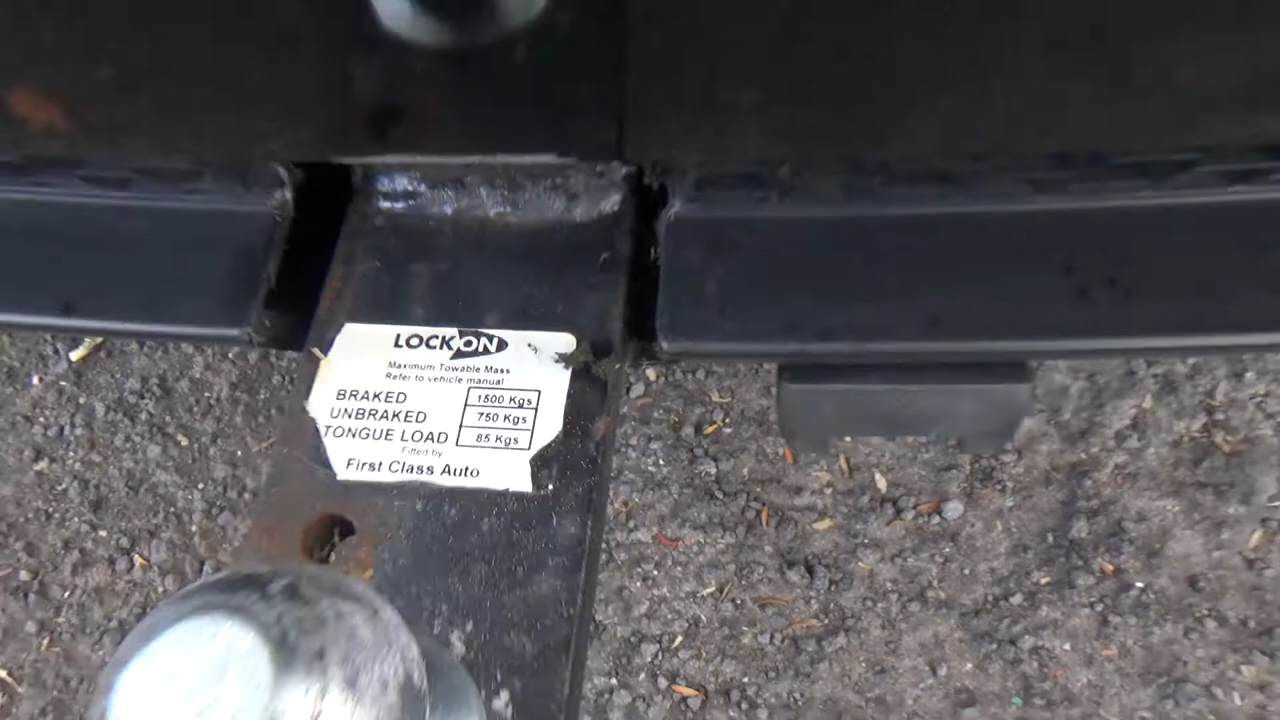 LOCKON
Maximum Towable Mass
Refer to vehicle manual
BRAKED 1500 Kgs
UNBRAKED 750 Kgs
TONGUE LOAD 85 Kgs
Fitted by
First Class Auto